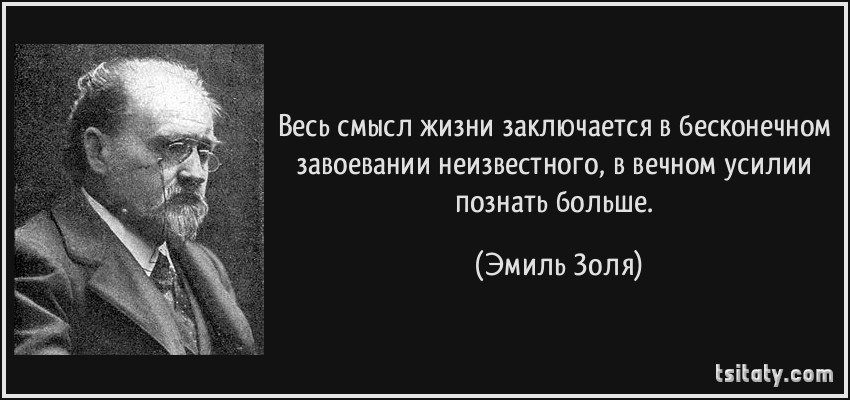 Весь смысл жизни заключается в бесконечном
завоевании неизвестного, в вечном усилии
познать больше.
(Эмиль Золя)
tsitaty.com